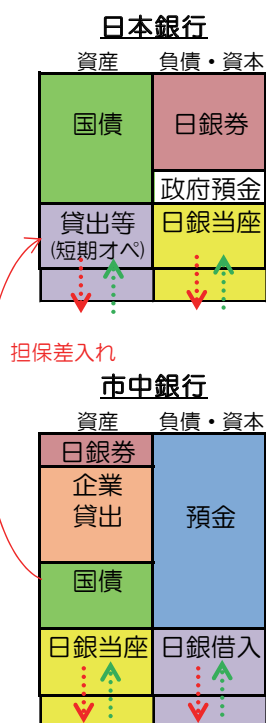 日本銀行
資産 負債・資本
国債 日銀券
政府預金
貸出等 日銀当座
(短期オペ)
担保差入れ
市中銀行
資産 負債・資本
日銀券
企業
貸出 預金
国債
日銀当座 日銀借入